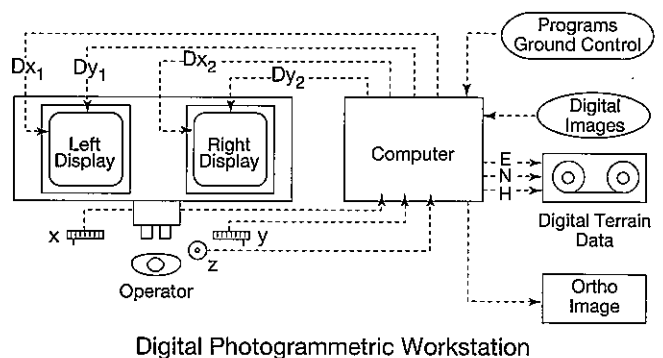 Programs
Ground Control
Dx1 Dy1 Dx2 Dy2
Digital
Images
Left
Display
Right
Display
Computer
E
N
H
Digital Terrain
Data
x
y
z
Operator
Ortho
Image
Digital Photogrammetric Workstation